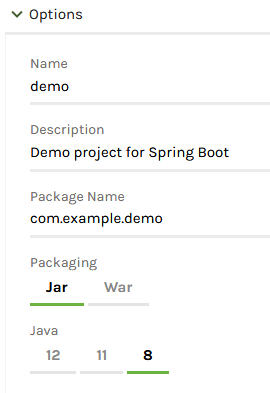 Options
Name
demo
Description
Demo project for Spring Boot
Package Name
com.example.demo
Packaging
Jar War
Java
12 11 8